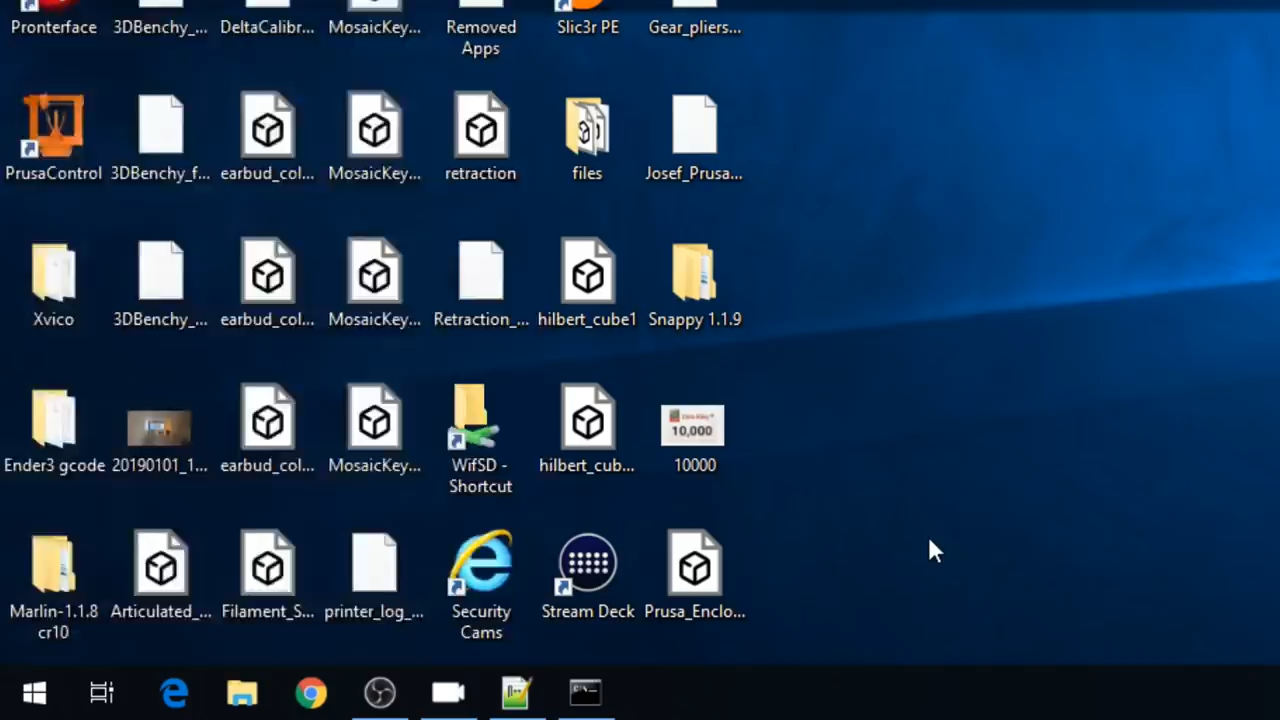 Pronterface
3DBenchy_...
DeltaCalibr...
MosaicKey...
Removed
Apps
Slic3r PE
Gear_pliers...
PrusaControl
3DBenchy_f...
earbud_col...
MosaicKey...
retraction
files
Josef_Prusa...
Xvico
3DBenchy_...
earbud_col...
MosaicKey...
Retraction_...
hilbert_cube1
Snappy 1.1.9
Ender3 gcode
20190101_1...
earbud_col...
MosaicKey...
WifSD -
Shortcut
hilbert_cub...
10,000
10000
Marlin-1.1.8
cr10
Articulated_...
Filament_S...
printer_log_...
Security
Cams
Stream Deck
Prusa_Enclo...